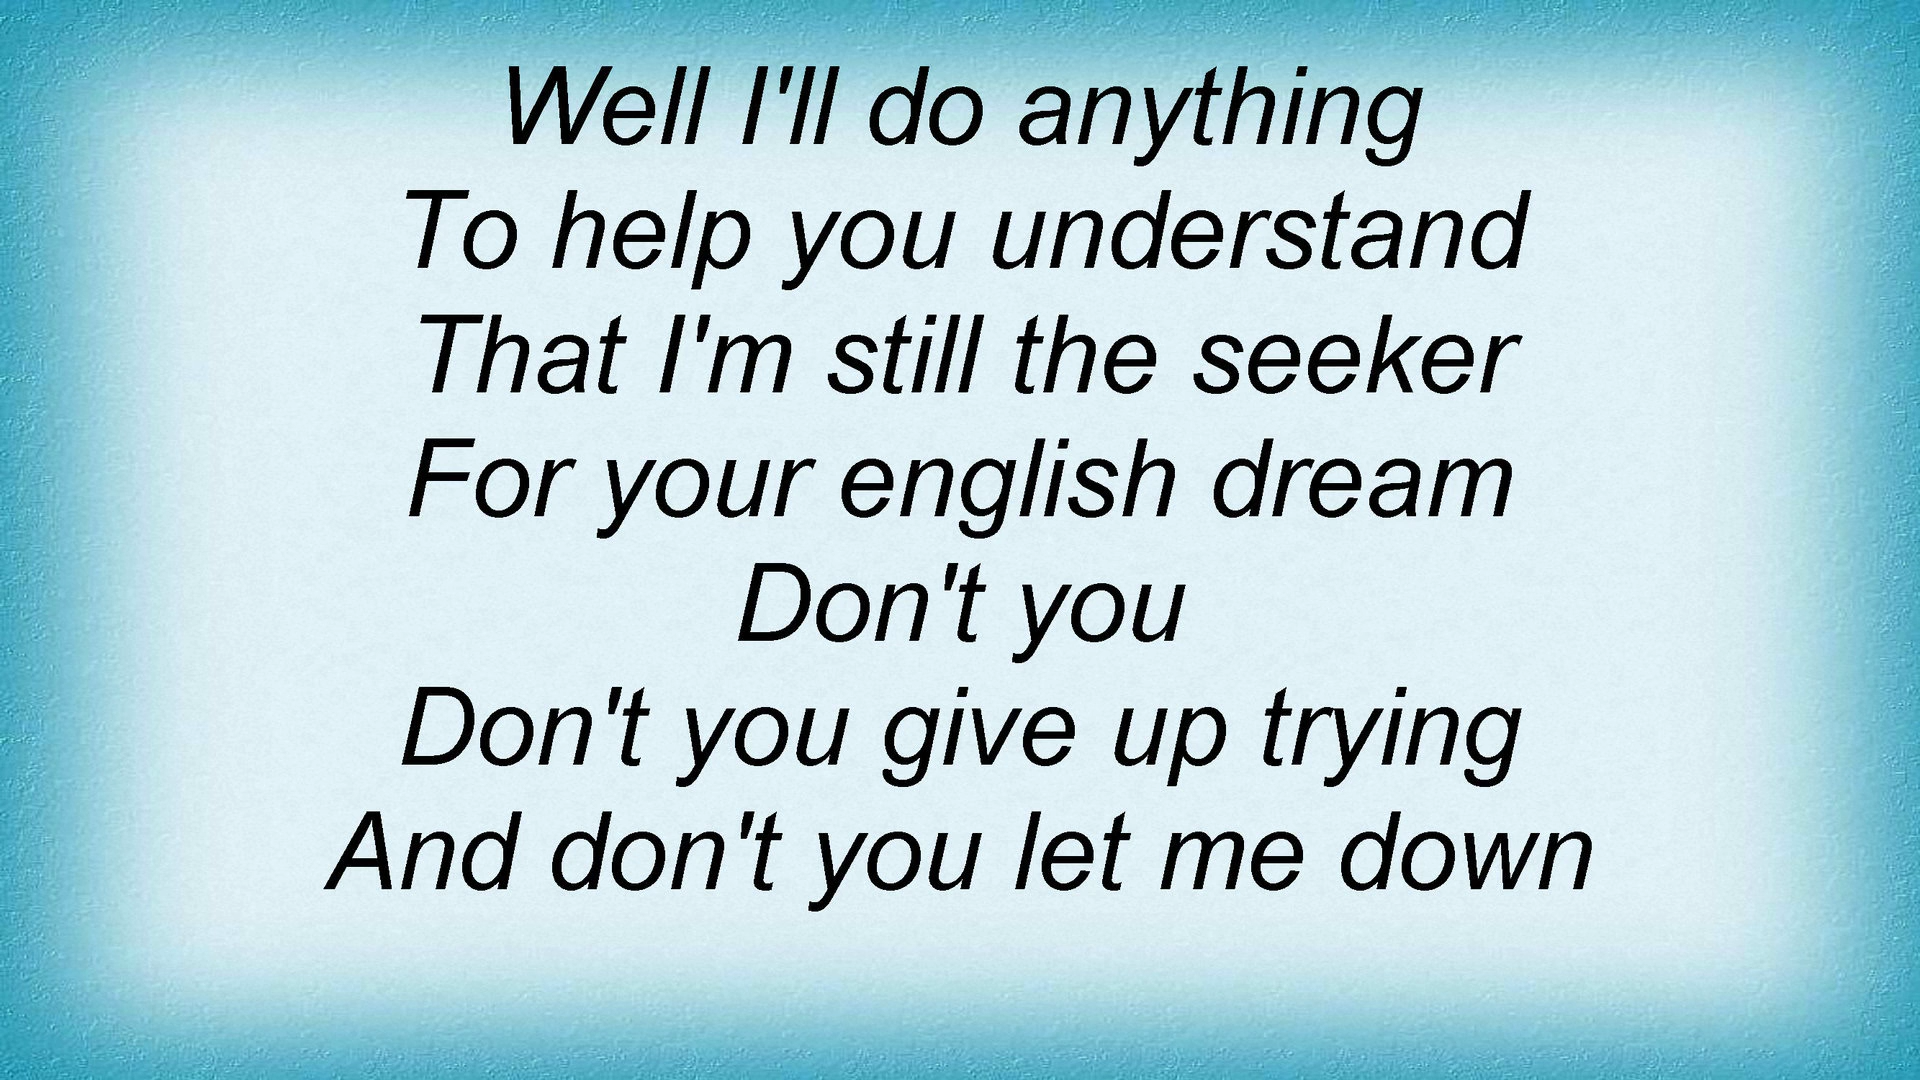 Well I'll do anything
To help you understand
That I'm still the seeker
For your english dream
Don't you
Don't you give up trying
And don't you let me down